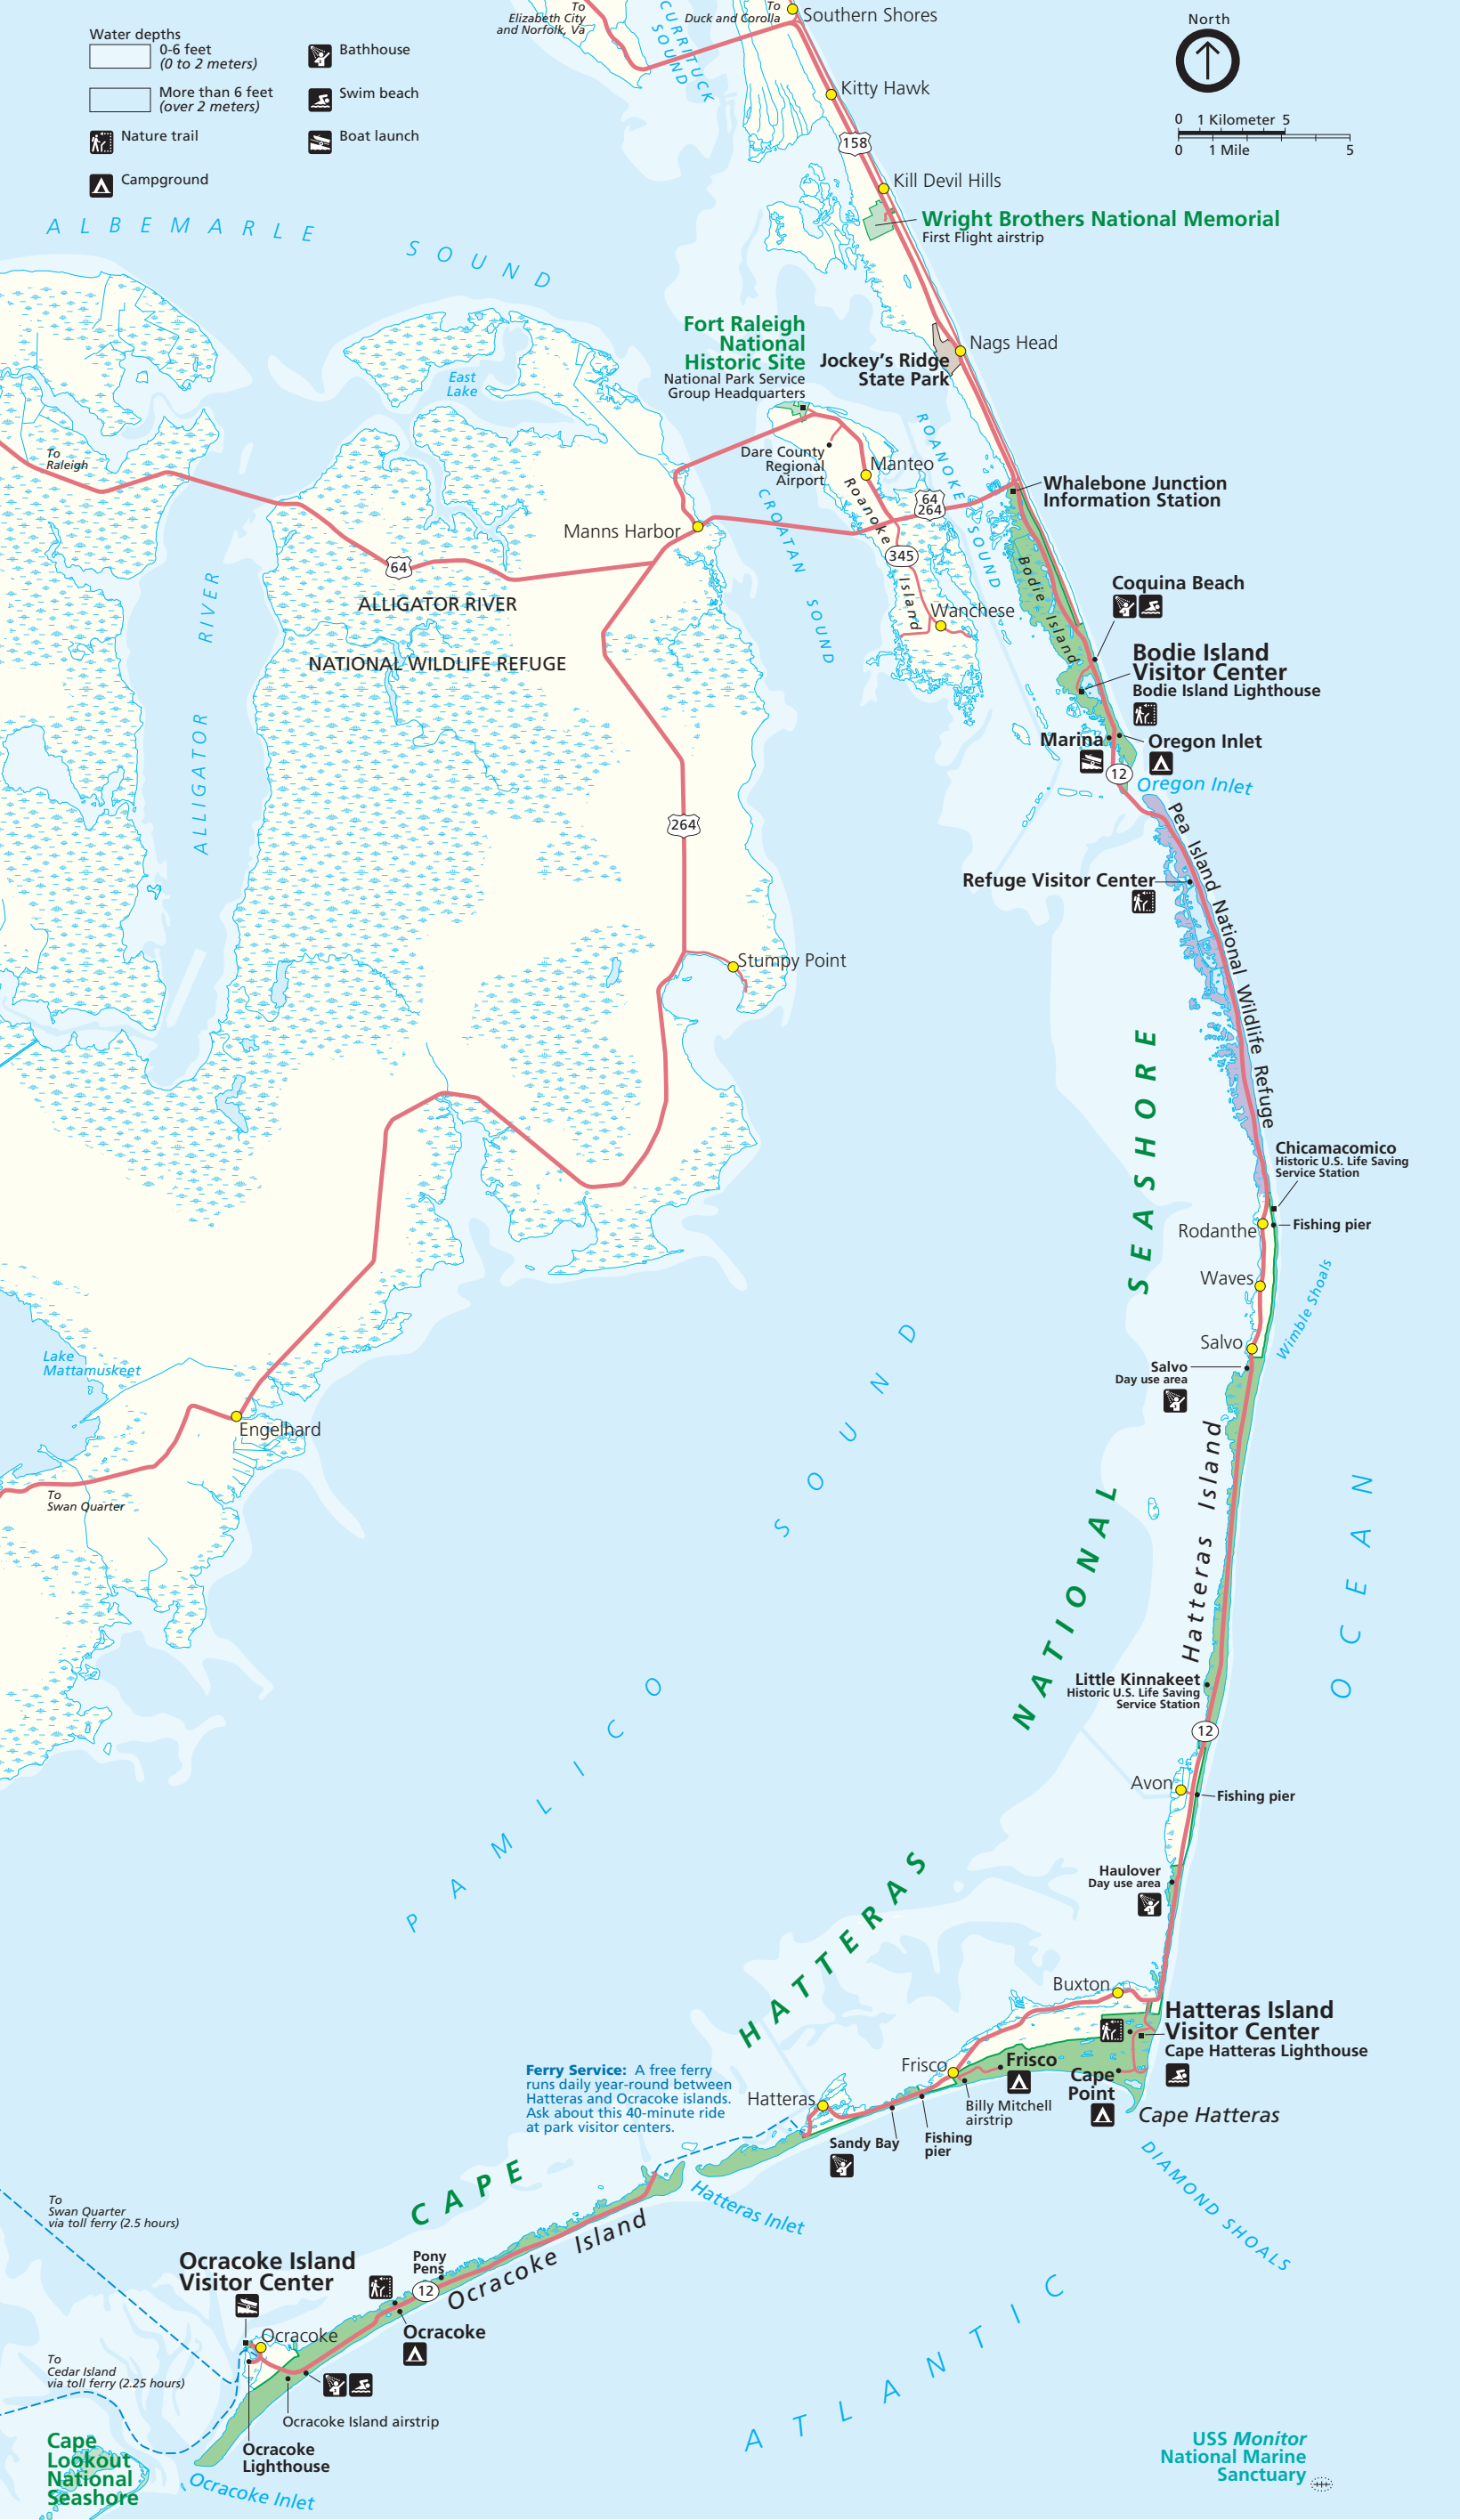 Water depths
0-6 feet
(0 to 2 meters)
More than 6 feet
(over 2 meters)
Nature trail
Campground
Bathhouse
Swim beach
Boat launch
To
Elizabeth City
and Norfolk, Va
CURRITUCK
SOUND
To
Duck and Corolla
Southern Shores
North
0 1 Kilometer 5
0 1 Mile 5
Kitty Hawk
158
Kill Devil Hills
Wright Brothers National Memorial
First Flight airstrip
ALBEMARLE SOUND
East
Lake
Fort Raleigh
National
Historic Site
National Park Service
Group Headquarters
Jockey's Ridge
State Park
Nags Head
To
Raleigh
Dare County
Regional
Airport
Manteo
ROANOKE SOUND
Roanoke Island
CROATAN SOUND
64
264
Whalebone Junction
Information Station
Manns Harbor
345
64
ALLIGATOR RIVER
NATIONAL WILDLIFE REFUGE
ALLIGATOR RIVER
Wanchese
Bodie Island
Coquina Beach
Bodie Island
Visitor Center
Bodie Island Lighthouse
Marina
Oregon Inlet
12
Oregon Inlet
264
Pea Island National Wildlife Refuge
Refuge Visitor Center
Stumpy Point
Chicamacomico
Historic U.S. Life Saving
Service Station
Rodanthe
Fishing pier
Waves
Wimble Shoals
Salvo
Salvo
Day use area
Lake
Mattamuskeet
Engelhard
To
Swan Quarter
Hatteras Island
PAMLICO SOUND
CAPE HATTERAS NATIONAL SEASHORE
Little Kinnakeet
Historic U.S. Life Saving
Service Station
12
Avon
Fishing pier
Haulover
Day use area
Buxton
Hatteras Island
Visitor Center
Cape Hatteras Lighthouse
Frisco
Frisco
Cape
Point
Billy Mitchell
airstrip
Cape Hatteras
Ferry Service: A free ferry
runs daily year-round between
Hatteras and Ocracoke islands.
Ask about this 40-minute ride
at park visitor centers.
Hatteras
Sandy Bay
Fishing
pier
DIAMOND SHOALS
Hatteras Inlet
To
Swan Quarter
via toll ferry (2.5 hours)
Ocracoke Island
Visitor Center
Pony
Pens
12
Ocracoke Island
Ocracoke
Ocracoke
To
Cedar Island
via toll ferry (2.25 hours)
Ocracoke Island airstrip
Ocracoke
Lighthouse
Cape
Lookout
National
Seashore
Ocracoke Inlet
ATLANTIC OCEAN
USS Monitor
National Marine
Sanctuary